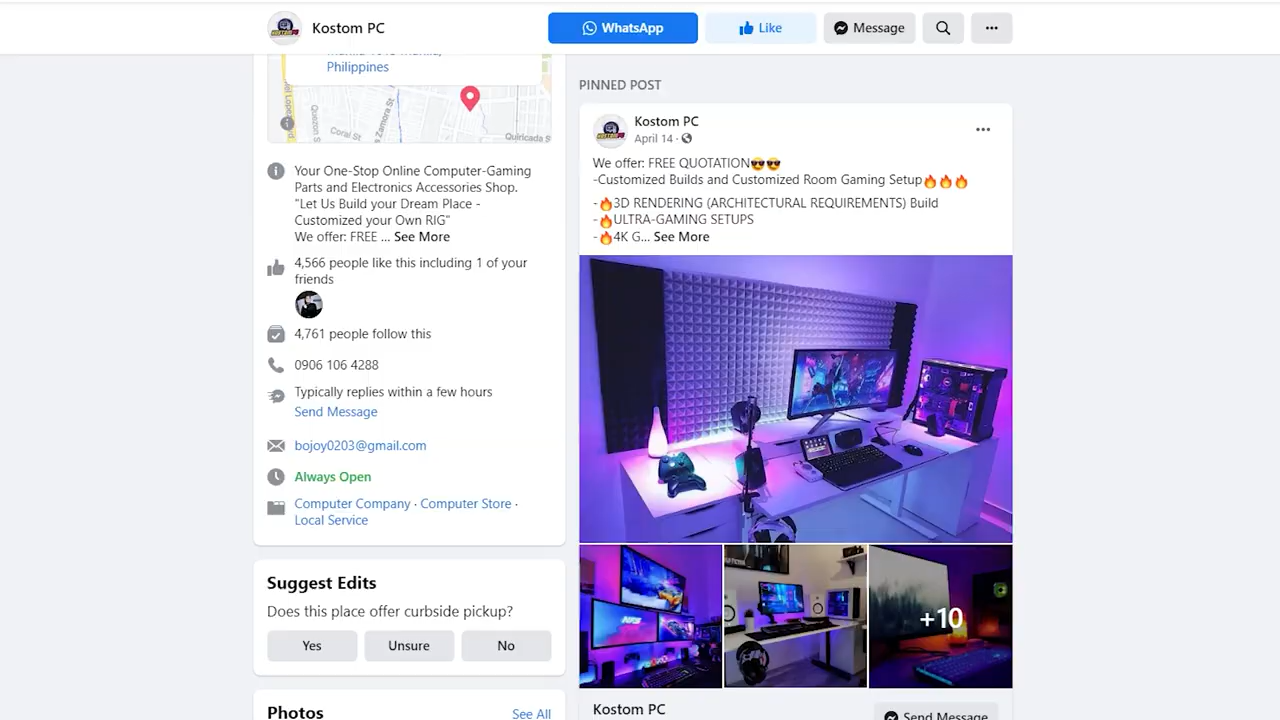 Kostom PC
WhatsApp
Like
Message
Philippines
Coral St
Quezon S
Zamora St.
Quiricada S
Your One-Stop Online Computer-Gaming
Parts and Electronics Accessories Shop.
"Let Us Build your Dream Place -
Customized your Own RIG"
We offer: FREE ... See More
4,566 people like this including 1 of your
friends
4,761 people follow this
0906 106 4288
Typically replies within a few hours
Send Message
bojoy0203@gmail.com
Always Open
Computer Company · Computer Store ·
Local Service
Suggest Edits
Does this place offer curbside pickup?
Yes
Unsure
No
Photos
See All
PINNED POST
Kostom PC
April 14 ·
We offer: FREE QUOTATION😎😎
-Customized Builds and Customized Room Gaming Setup🔥🔥🔥
-🔥3D RENDERING (ARCHITECTURAL REQUIREMENTS) Build
-🔥ULTRA-GAMING SETUPS
-🔥4K G... See More
+10
Kostom PC
Send Message